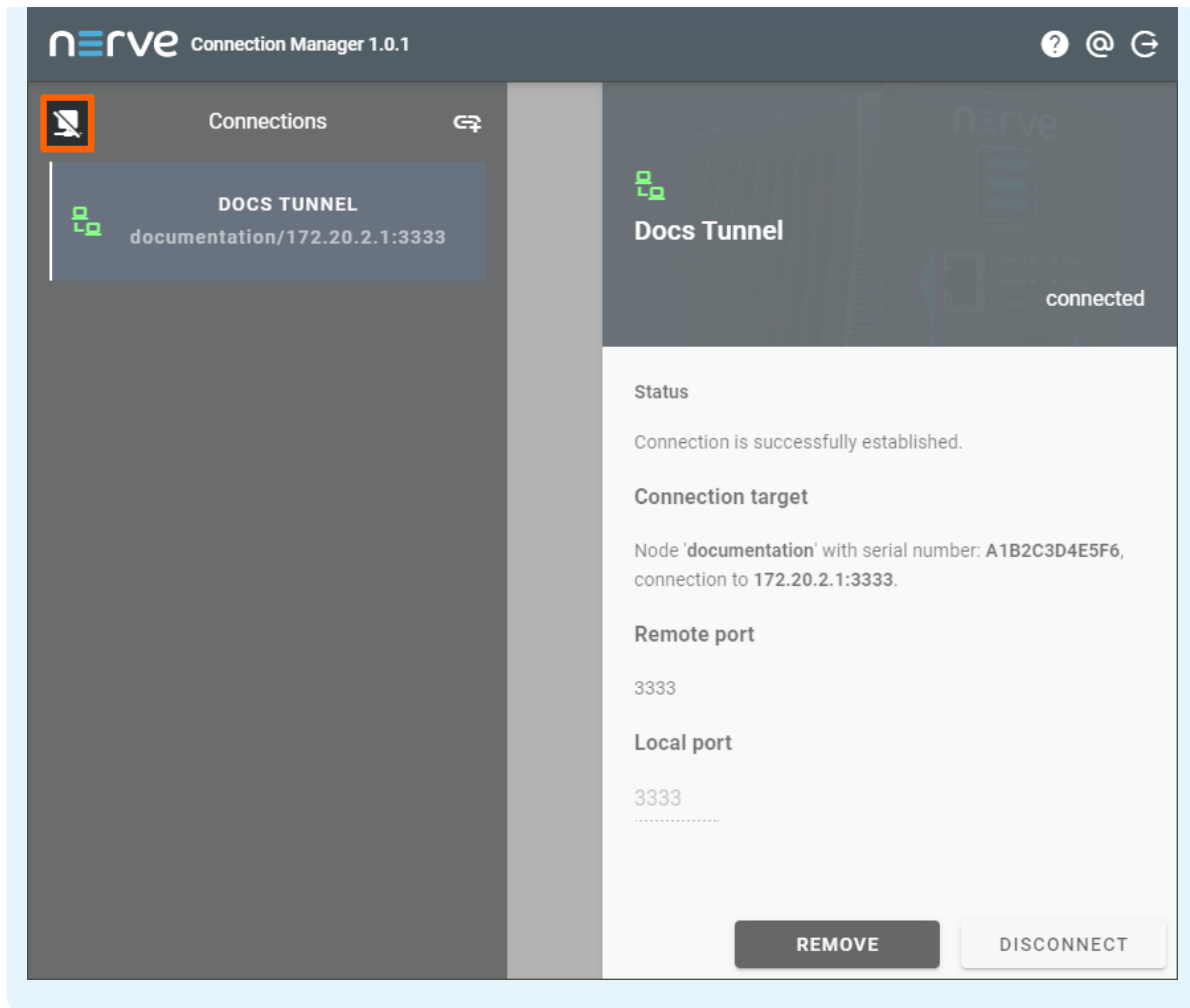 nerve Connection Manager 1.0.1
Connections
DOCS TUNNEL
documentation/172.20.2.1:3333
nerve
Docs Tunnel
connected
Status
Connection is successfully established.
Connection target
Node 'documentation' with serial number: A1B2C3D4E5F6,
connection to 172.20.2.1:3333.
Remote port
3333
Local port
3333
REMOVE
DISCONNECT